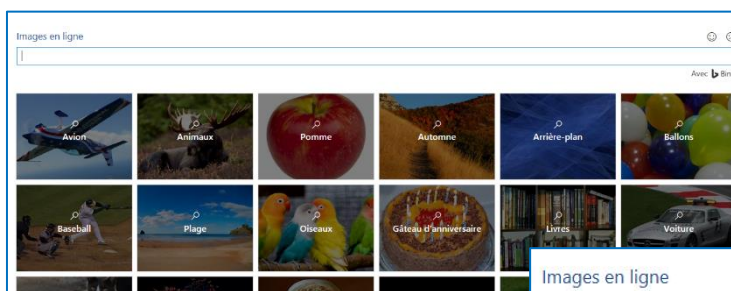 Images en ligne
Avec Bin
Avion
Animaux
Pomme
Automne
Arrière-plan
Ballons
Baseball
Plage
Oiseaux
Gâteau d'anniversaire
Livres
Voiture
Images en ligne